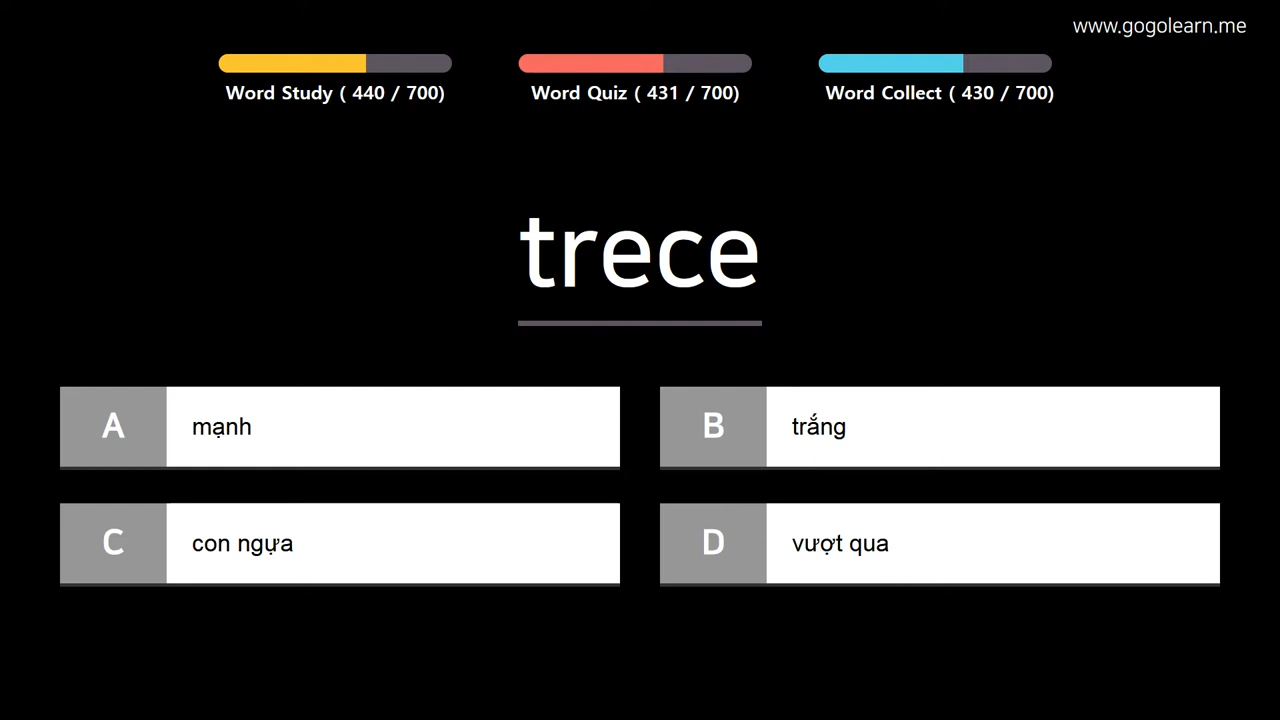 www.gogolearn.me
Word Study ( 440 / 700)
Word Quiz ( 431 / 700)
Word Collect ( 430 / 700)
trece
A mạnh
B trắng
C con ngựa
D vượt qua